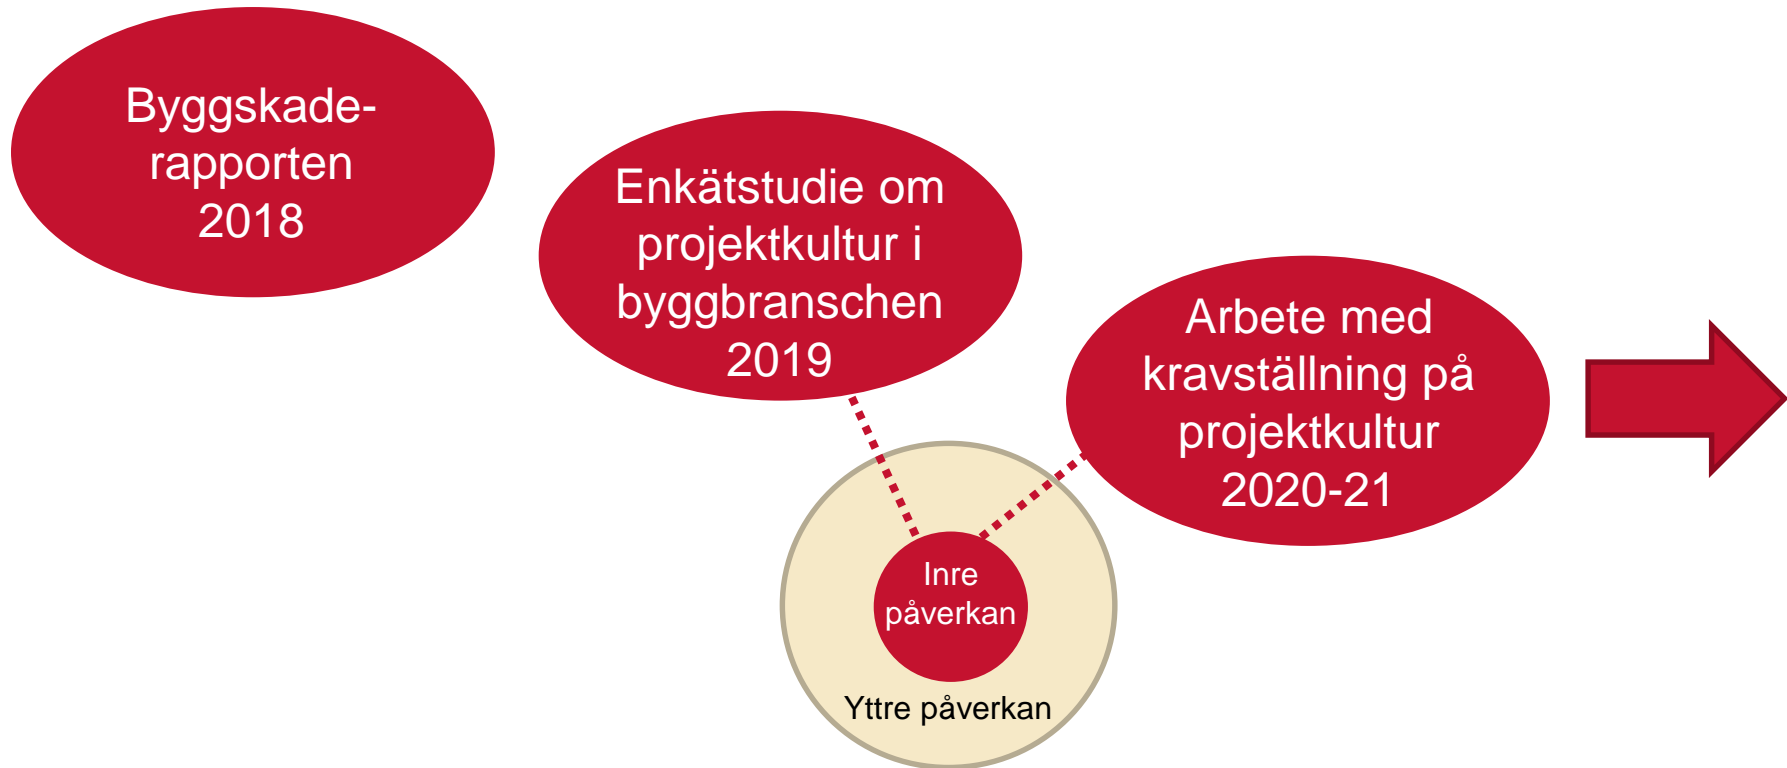 Byggskade-
rapporten
2018
Enkätstudie om
projektkultur i
byggbranschen
2019
Arbete med
kravställning på
projektkultur
2020-21
Inre
påverkan
Yttre påverkan